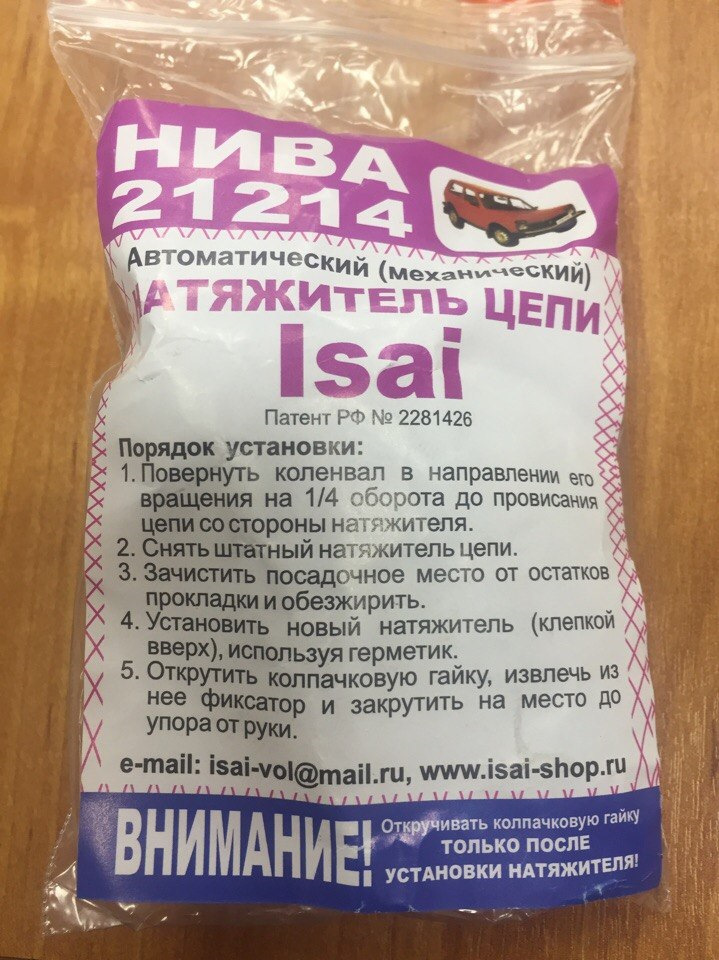 НИВА
21214
Автоматический (механический)
НАТЯЖИТЕЛЬ ЦЕПИ
Isai
Патент РФ № 2281426
Порядок установки:
1. Повернуть коленвал в направлении его
вращения на 1/4 оборота до провисания
цепи со стороны натяжителя.
2. Снять штатный натяжитель цепи.
3. Зачистить посадочное место от остатков
прокладки и обезжирить.
4. Установить новый натяжитель (клепкой
вверх), используя герметик.
5. Открутить колпачковую гайку, извлечь из
нее фиксатор и закрутить на место до
упора от руки.
e-mail: isai-vol@mail.ru, www.isai-shop.ru
ВНИМАНИЕ!
Откручивать колпачковую гайку
ТОЛЬКО ПОСЛЕ
УСТАНОВКИ НАТЯЖИТЕЛЯ!